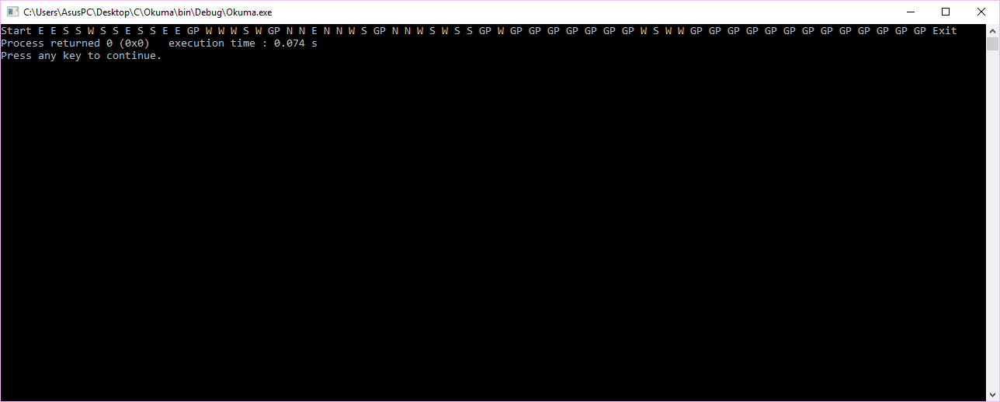 C:\Users\AsusPC\Desktop\C\Okuma\bin\Debug\Okuma.exe
Start E E S S W S S E S S E E GP W W W S W GP N N E N N W S GP N N W S W S S GP W GP GP GP GP GP GP GP W S W W GP GP GP GP GP GP GP GP GP GP GP GP GP Exit
Process returned 0 (0x0)   execution time : 0.074 s
Press any key to continue.